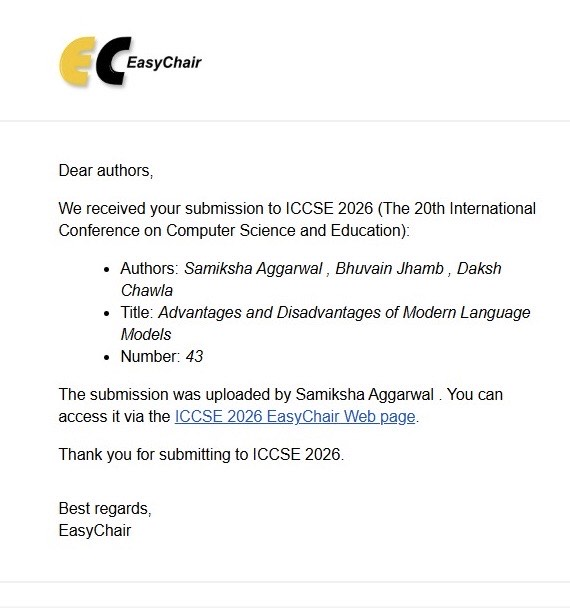 EC EasyChair
Dear authors,
We received your submission to ICCSE 2026 (The 20th International
Conference on Computer Science and Education):
• Authors: Samiksha Aggarwal , Bhuvain Jhamb , Daksh
Chawla
• Title: Advantages and Disadvantages of Modern Language
Models
• Number: 43
The submission was uploaded by Samiksha Aggarwal . You can
access it via the ICCSE 2026 EasyChair Web page.
Thank you for submitting to ICCSE 2026.
Best regards,
EasyChair